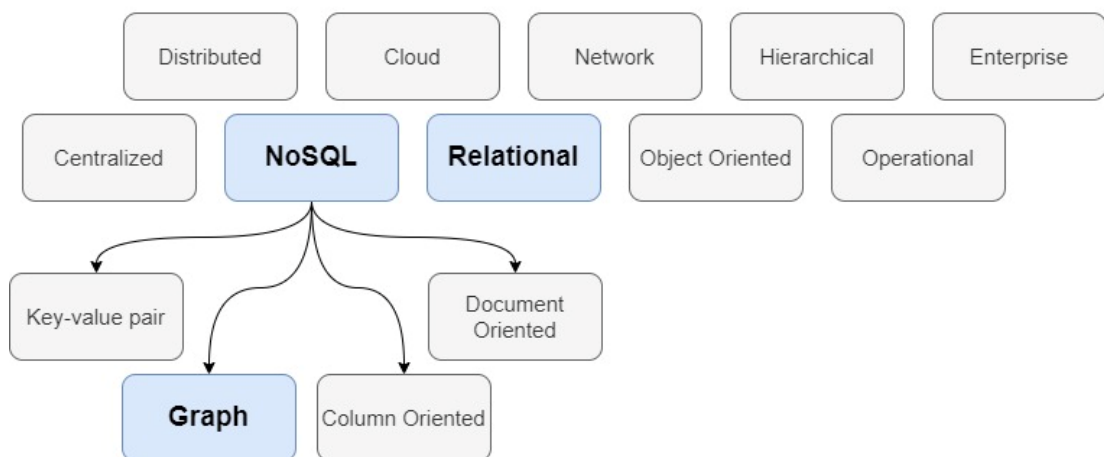 Distributed
Cloud
Network
Hierarchical
Enterprise
Centralized
NoSQL
Relational
Object Oriented
Operational
Key-value pair
Document
Oriented
Graph
Column Oriented